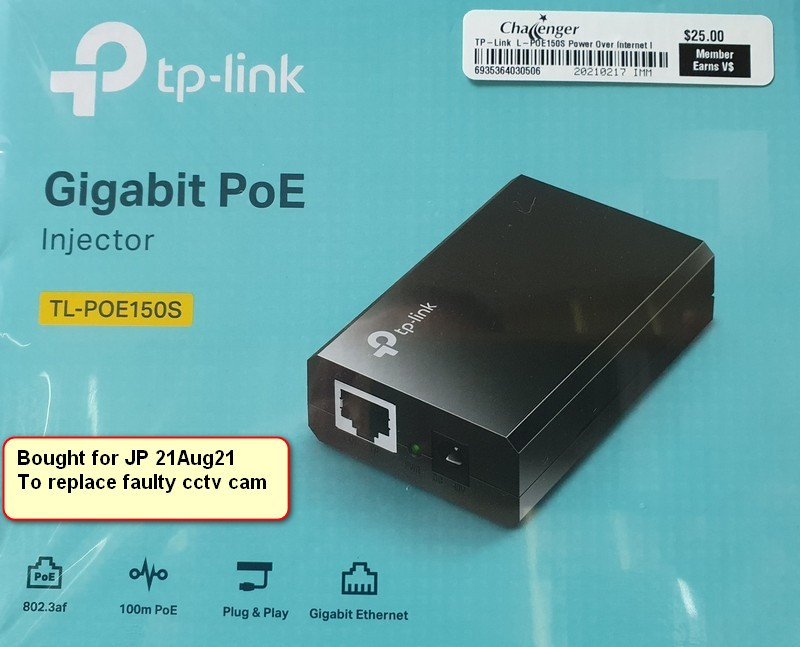 tp-link
Challenger
$25.00
TP-Link L-POE150S Power Over Internet I
Member
Earns V$
6935364030506
20210217 IMM
Gigabit PoE
Injector
TL-POE150S
tp-link
Bought for JP 21Aug21
To replace faulty cctv cam
PoE
802.3af
100m PoE
Plug & Play
Gigabit Ethernet